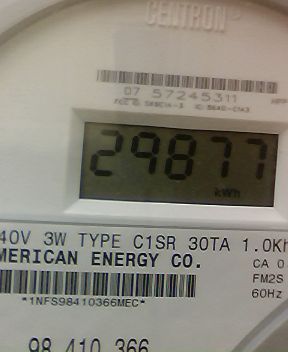 CENTRON®
07 57245311
29877
kWh
40V 3W TYPE C1SR 30TA 1.0Kh
MERICAN ENERGY CO.
CA 0
FM2S
60Hz
*1NFS98410366MEC*
98 410 366